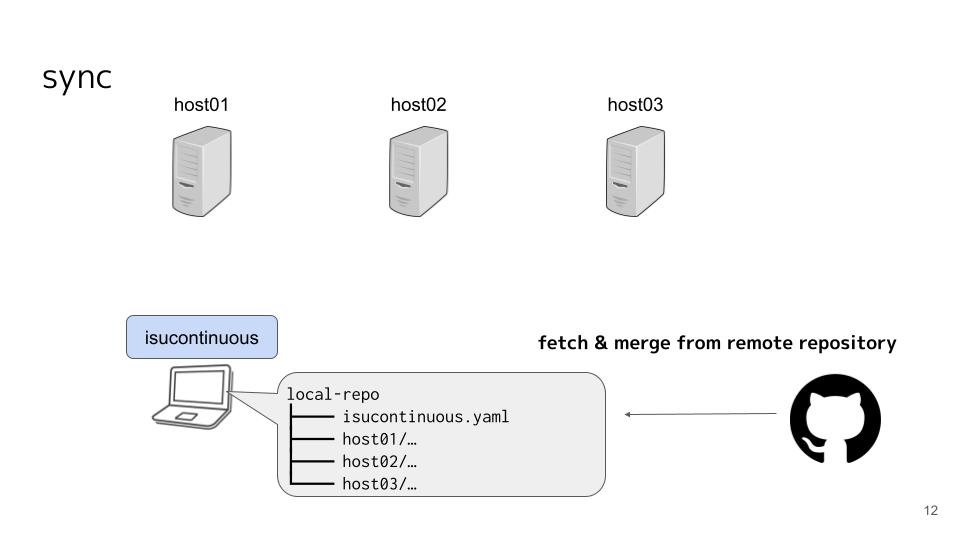 sync
host01
host02
host03
isucontinuous
fetch & merge from remote repository
local-repo
isucontinuous.yaml
host01/…
host02/…
host03/…
12